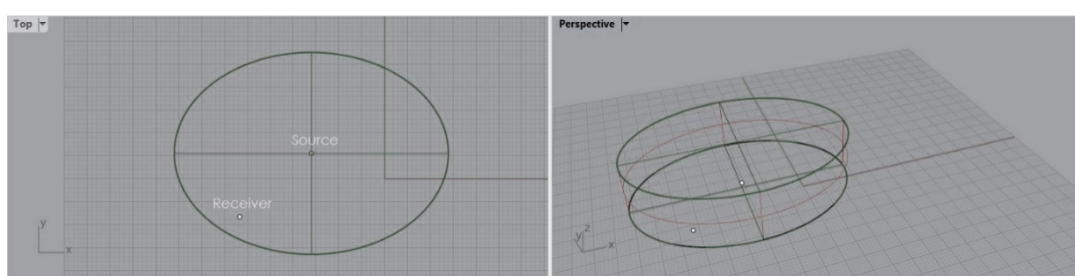 Top
Source
Receiver
y
x
Perspective
z
y
x